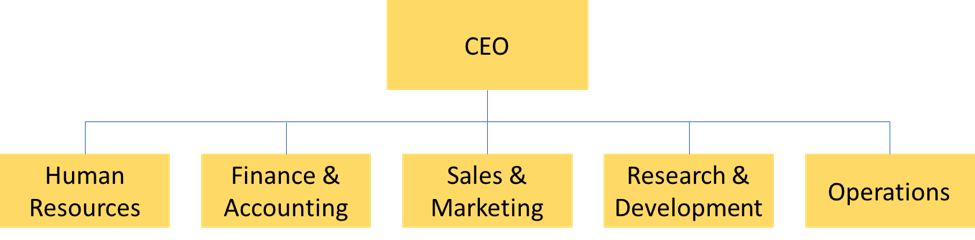 CEO
Human
Resources
Finance &
Accounting
Sales &
Marketing
Research &
Development
Operations